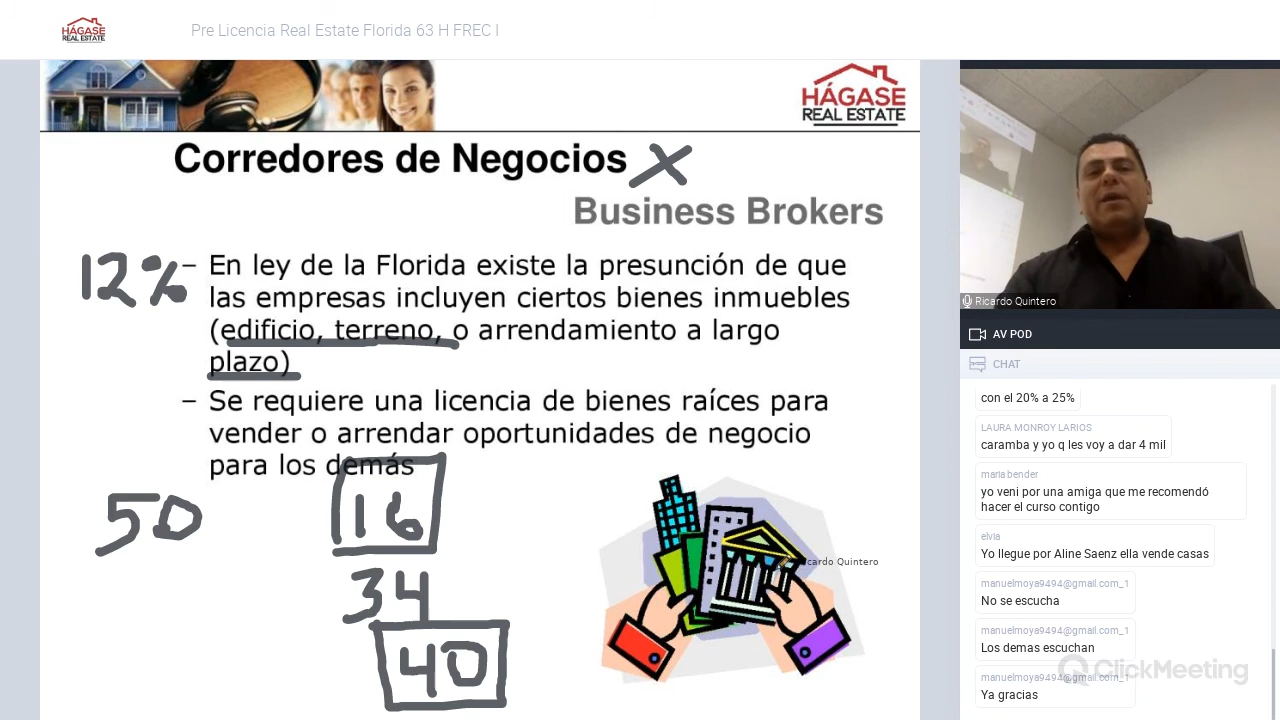 HÁGASE
REAL ESTATE
Pre Licencia Real Estate Florida 63 H FREC I
HÁGASE
REAL ESTATE
Corredores de Negocios X
Business Brokers
12%
– En ley de la Florida existe la presunción de que
las empresas incluyen ciertos bienes inmuebles
(edificio, terreno, o arrendamiento a largo
plazo)
– Se requiere una licencia de bienes raíces para
vender o arrendar oportunidades de negocio
para los demás
50
16
34
40
cardo Quintero
Ricardo Quintero
AV POD
CHAT
con el 20% a 25%
LAURA MONROY LARIOS
caramba y yo q les voy a dar 4 mil
maria bender
yo veni por una amiga que me recomendó
hacer el curso contigo
elvia
Yo llegue por Aline Saenz ella vende casas
manuelmoya9494@gmail.com_1
No se escucha
manuelmoya9494@gmail.com_1
Los demas escuchan
manuelmoya9494@gmail.com_1
Ya gracias
ClickMeeting